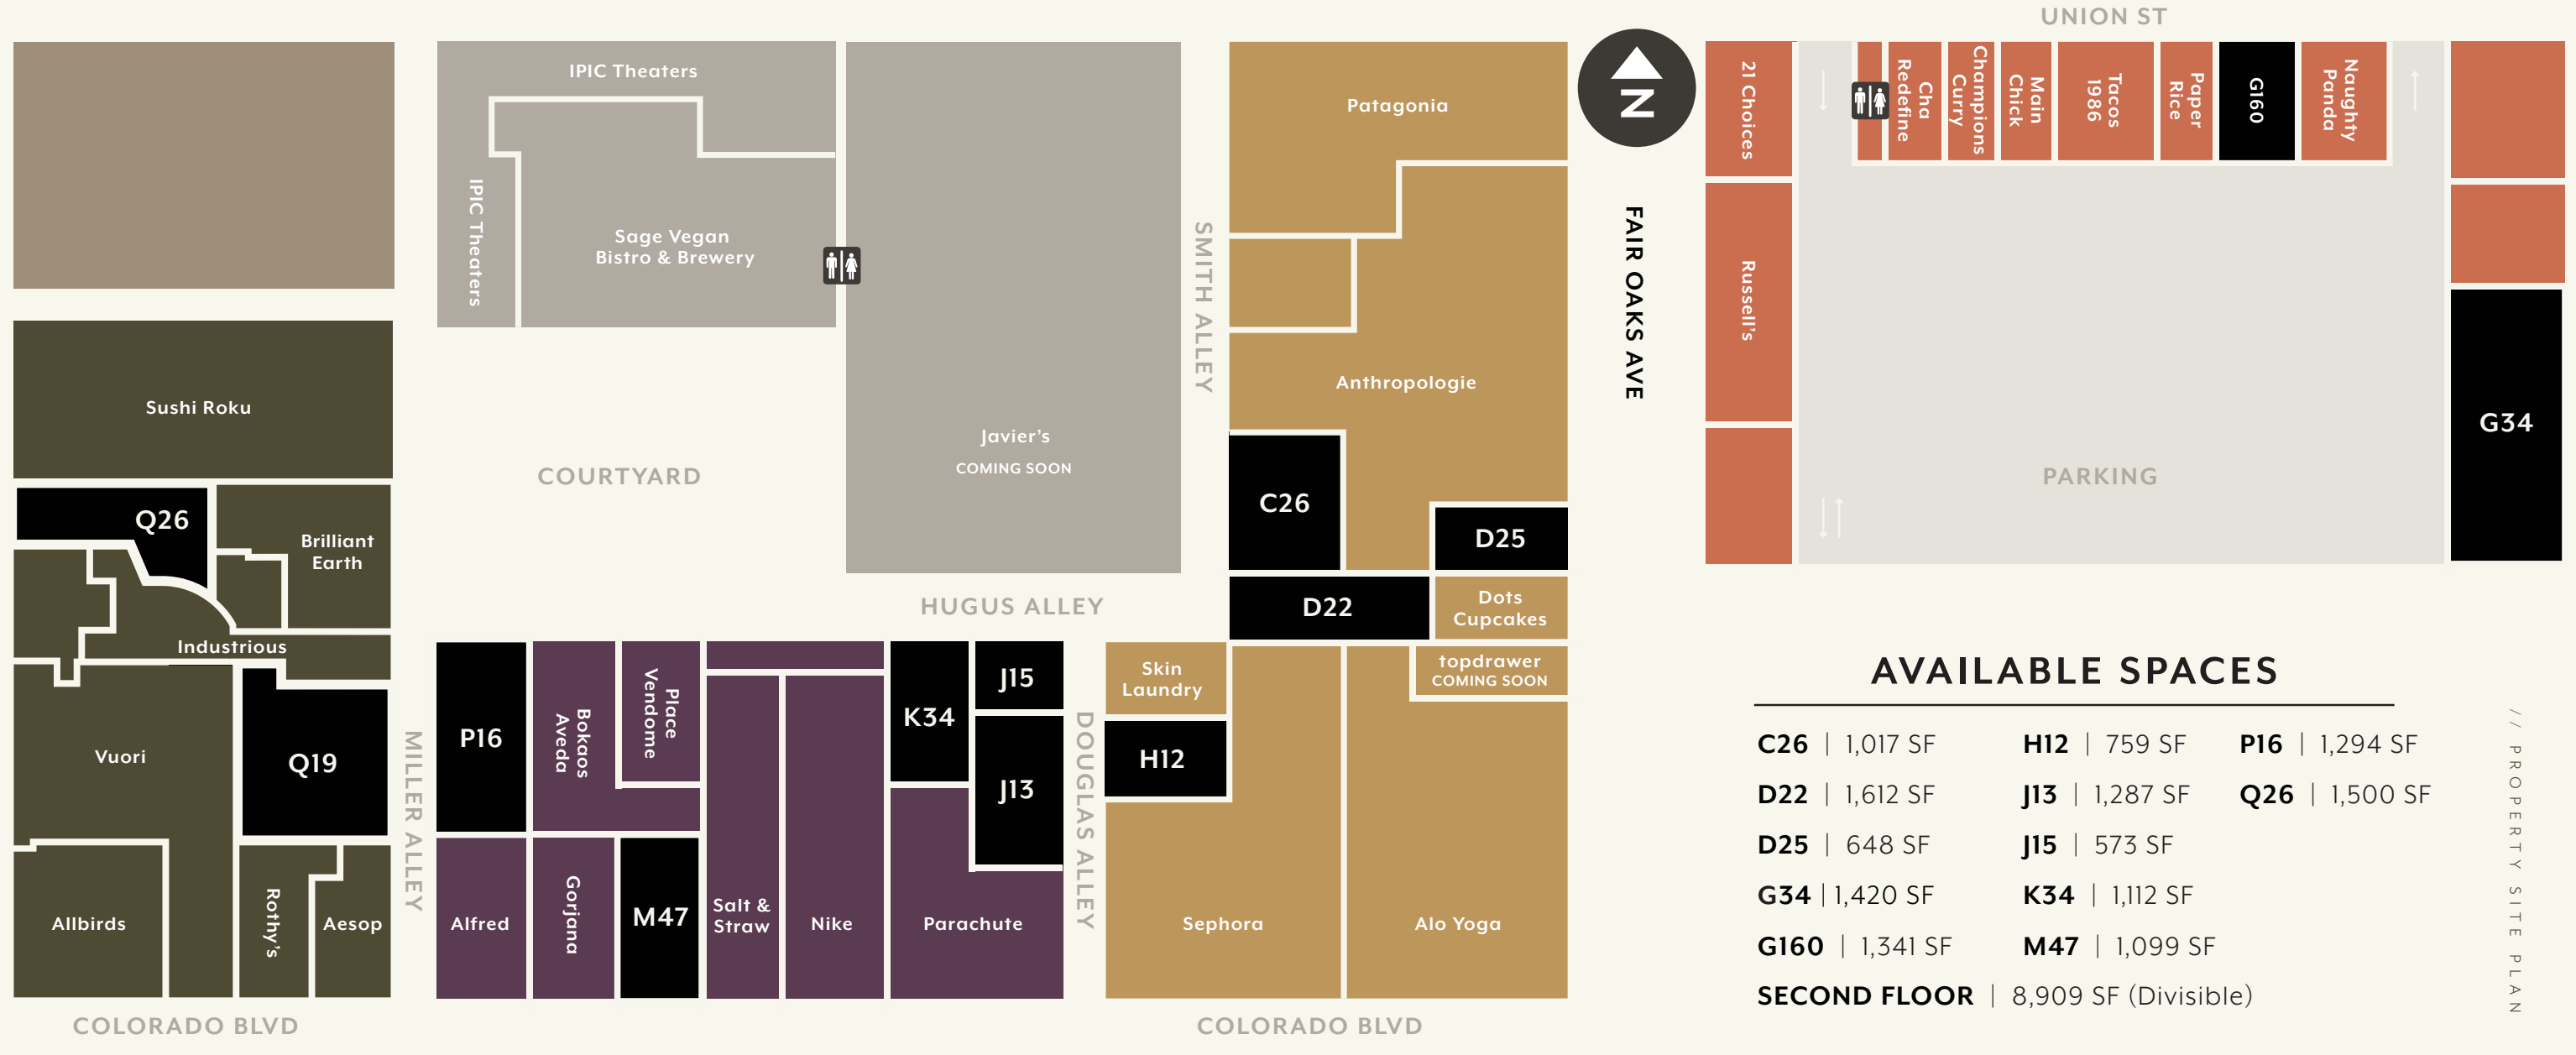 UNION ST
IPIC Theaters
IPIC Theaters
Sage Vegan
Bistro & Brewery
Javier's
COMING SOON
COURTYARD
SMITH ALLEY
HUGUS ALLEY
Patagonia
Anthropologie
C26
D25
D22
Dots
Cupcakes
topdrawer
COMING SOON
Skin
Laundry
H12
Sephora
Alo Yoga
N
FAIR OAKS AVE
21 Choices
Russell's
Cha
Redefine
Champions
Curry
Main
Chick
Tacos
1986
Paper
Rice
G160
Naughty
Panda
G34
PARKING
Sushi Roku
Q26
Brilliant
Earth
Industrious
Vuori
Q19
Allbirds
Rothy's
Aesop
MILLER ALLEY
P16
Bokaos
Aveda
Place
Vendome
K34
J15
J13
Alfred
Gorjana
M47
Salt &
Straw
Nike
Parachute
DOUGLAS ALLEY
COLORADO BLVD
COLORADO BLVD
AVAILABLE SPACES
C26 | 1,017 SF
H12 | 759 SF
P16 | 1,294 SF
D22 | 1,612 SF
J13 | 1,287 SF
Q26 | 1,500 SF
D25 | 648 SF
J15 | 573 SF
G34 | 1,420 SF
K34 | 1,112 SF
G160 | 1,341 SF
M47 | 1,099 SF
SECOND FLOOR | 8,909 SF (Divisible)
// PROPERTY SITE PLAN